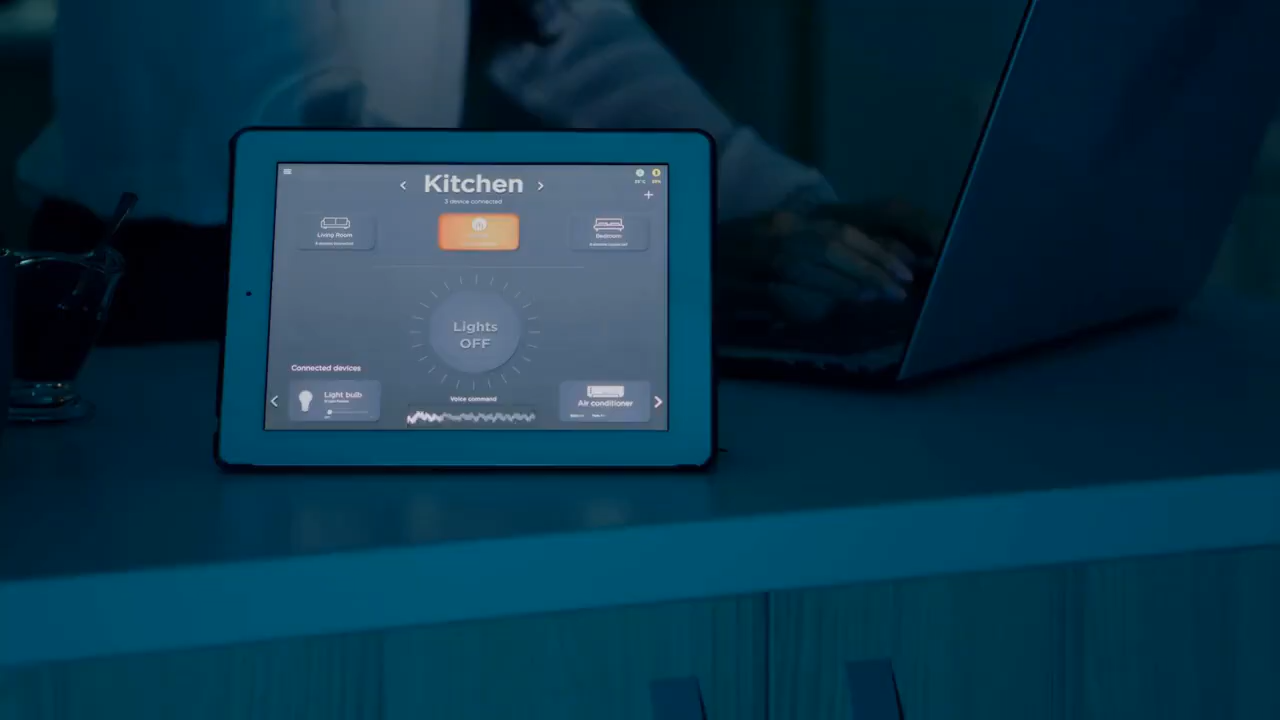 Kitchen
3 device connected
Living Room
Bedroom
Lights
OFF
Connected devices
Light bulb
Voice command
Air conditioner